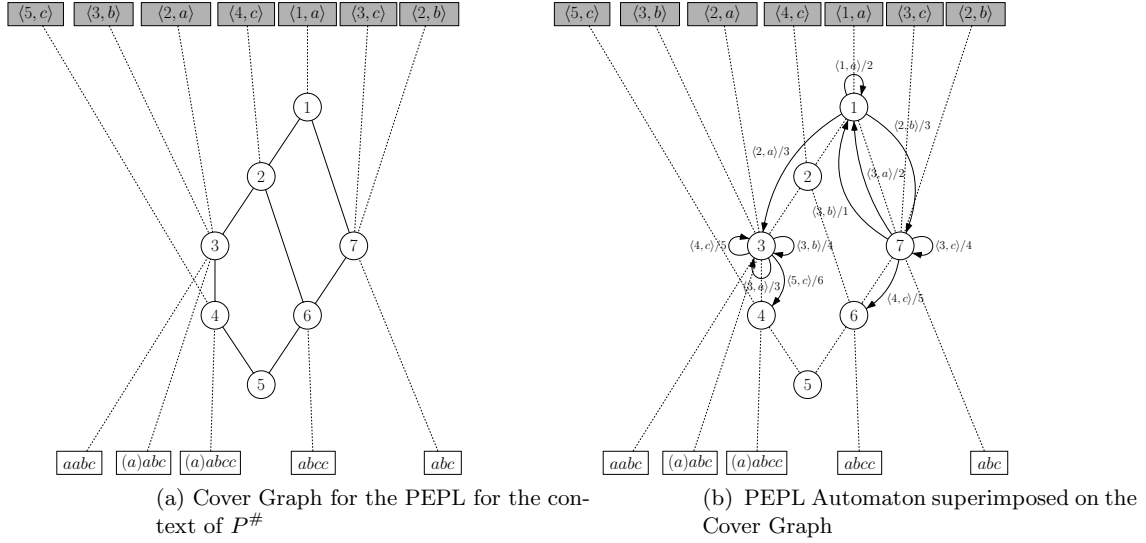 ⟨5, c⟩ ⟨3, b⟩ ⟨2, a⟩ ⟨4, c⟩ ⟨1, a⟩ ⟨3, c⟩ ⟨2, b⟩
1
2
3 7
4 6
5
aabc (a)abc (a)abcc abcc abc
(a) Cover Graph for the PEPL for the con-
text of P#
⟨5, c⟩ ⟨3, b⟩ ⟨2, a⟩ ⟨4, c⟩ ⟨1, a⟩ ⟨3, c⟩ ⟨2, b⟩
⟨1, a⟩/2
1
⟨2, b⟩/3
⟨2, a⟩/3
⟨3, a⟩/2
2
⟨3, b⟩/1
⟨4, c⟩/5 3 ⟨3, b⟩/4 7 ⟨3, c⟩/4
⟨3, a⟩/3 ⟨5, c⟩/6 ⟨4, c⟩/5
4 6
5
aabc (a)abc (a)abcc abcc abc
(b) PEPL Automaton superimposed on the
Cover Graph